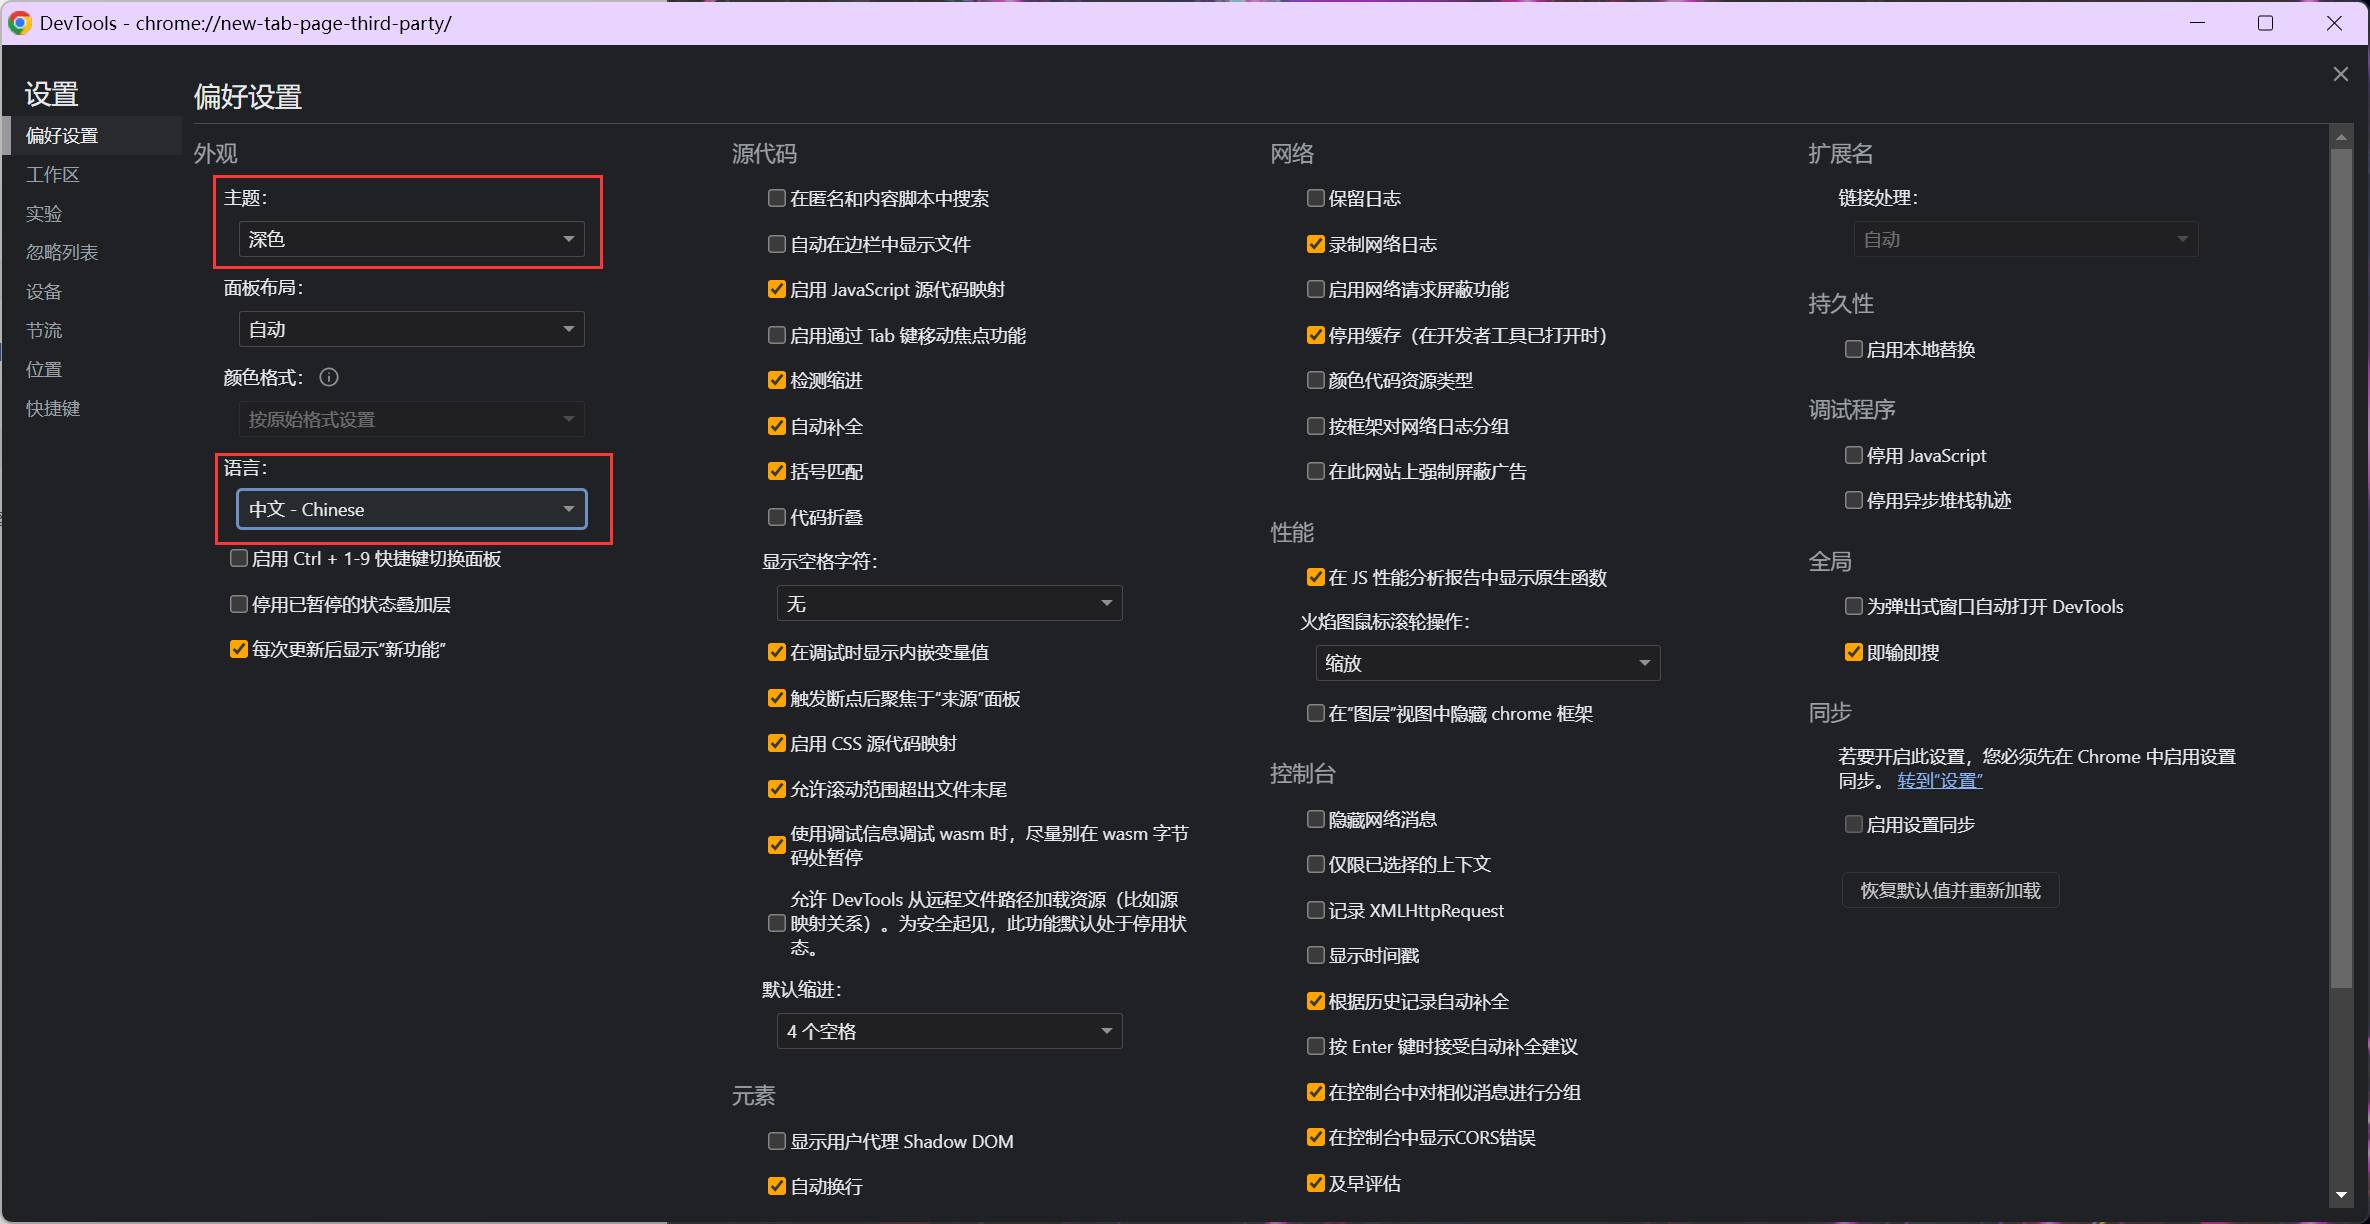 DevTools - chrome://new-tab-page-third-party/
设置
偏好设置
工作区
实验
忽略列表
设备
节流
位置
快捷键
偏好设置
外观
主题：
深色
面板布局：
自动
颜色格式：
按原始格式设置
语言：
中文 - Chinese
启用 Ctrl + 1-9 快捷键切换面板
停用已暂停的状态叠加层
每次更新后显示“新功能”
源代码
在匿名和内容脚本中搜索
自动在边栏中显示文件
启用 JavaScript 源代码映射
启用通过 Tab 键移动焦点功能
检测缩进
自动补全
括号匹配
代码折叠
显示空格字符：
无
在调试时显示内嵌变量值
触发断点后聚焦于“来源”面板
启用 CSS 源代码映射
允许滚动范围超出文件末尾
使用调试信息调试 wasm 时，尽量别在 wasm 字节
码处暂停
允许 DevTools 从远程文件路径加载资源（比如源
映射关系）。为安全起见，此功能默认处于停用状
态。
默认缩进：
4 个空格
元素
显示用户代理 Shadow DOM
自动换行
网络
保留日志
录制网络日志
启用网络请求屏蔽功能
停用缓存（在开发者工具已打开时）
颜色代码资源类型
按框架对网络日志分组
在此网站上强制屏蔽广告
性能
在 JS 性能分析报告中显示原生函数
火焰图鼠标滚轮操作：
缩放
在“图层”视图中隐藏 chrome 框架
控制台
隐藏网络消息
仅限已选择的上下文
记录 XMLHttpRequest
显示时间戳
根据历史记录自动补全
按 Enter 键时接受自动补全建议
在控制台中对相似消息进行分组
在控制台中显示CORS错误
及早评估
扩展名
链接处理：
自动
持久性
启用本地替换
调试程序
停用 JavaScript
停用异步堆栈轨迹
全局
为弹出式窗口自动打开 DevTools
即输即搜
同步
若要开启此设置，您必须先在 Chrome 中启用设置
同步。 转到“设置”
启用设置同步
恢复默认值并重新加载